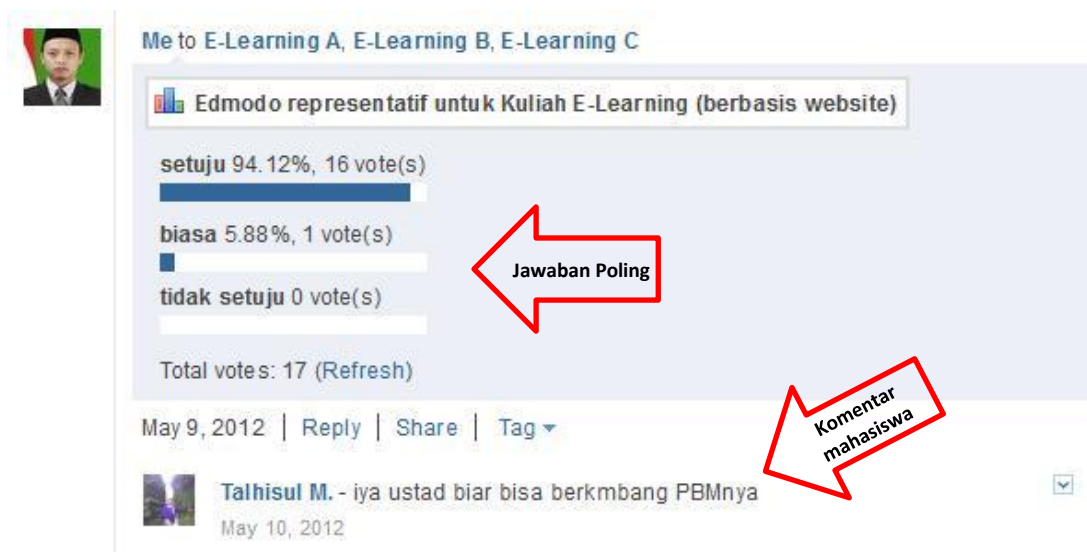 Me to E-Learning A, E-Learning B, E-Learning C
Edmodo representatif untuk Kuliah E-Learning (berbasis website)
setuju 94.12%, 16 vote(s)
biasa 5.88%, 1 vote(s)
Jawaban Poling
tidak setuju 0 vote(s)
Total votes: 17 (Refresh)
Komentar
mahasiswa
May 9, 2012 | Reply | Share | Tag
Talhisul M. - iya ustad biar bisa berkmbang PBMnya
May 10, 2012